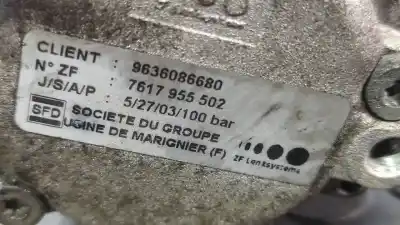 CLIENT : 9636086680
N° ZF : 7617 955 502
J/S/A/P : 5/27/03/100 bar
SFD SOCIETE DU GROUPE
UGINE DE MARIGNIER (F)
ZF Lenksysteme